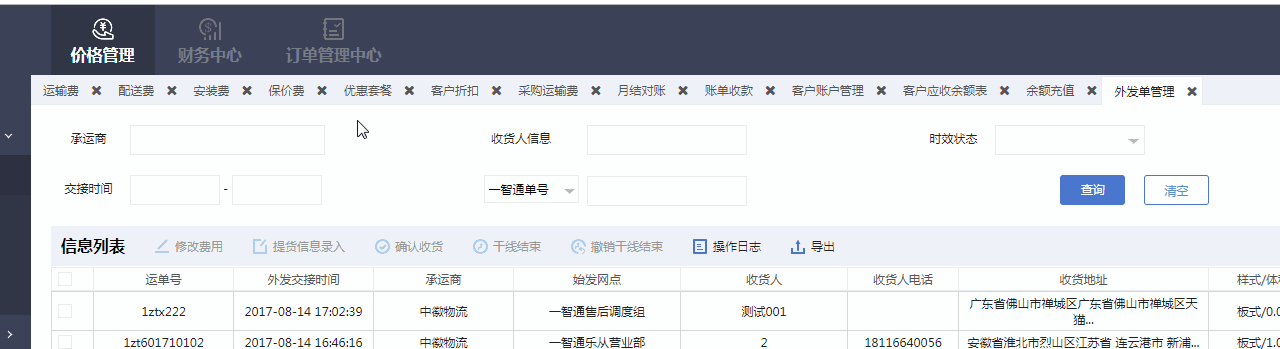 价格管理 财务中心 订单管理中心
运输费 配送费 安装费 保价费 优惠套餐 客户折扣 采购运输费 月结对账 账单收款 客户账户管理 客户应收余额表 余额充值 外发单管理
承运商 收货人信息 时效状态
交接时间 - 一智通单号 查询 清空
信息列表 修改费用 提货信息录入 确认收货 干线结束 撤销干线结束 操作日志 导出
运单号 外发交接时间 承运商 始发网点 收货人 收货人电话 收货地址 样式/体
1ztx222 2017-08-14 17:02:39 中徽物流 一智通售后调度组 测试001 广东省佛山市禅城区广东省佛山市禅城区天猫... 板式/0.0
1zt601710102 2017-08-14 16:46:16 中徽物流 一智通乐从营业部 2 18116640056 安徽省淮北市烈山区江苏省 连云港市 新浦... 板式/1.0